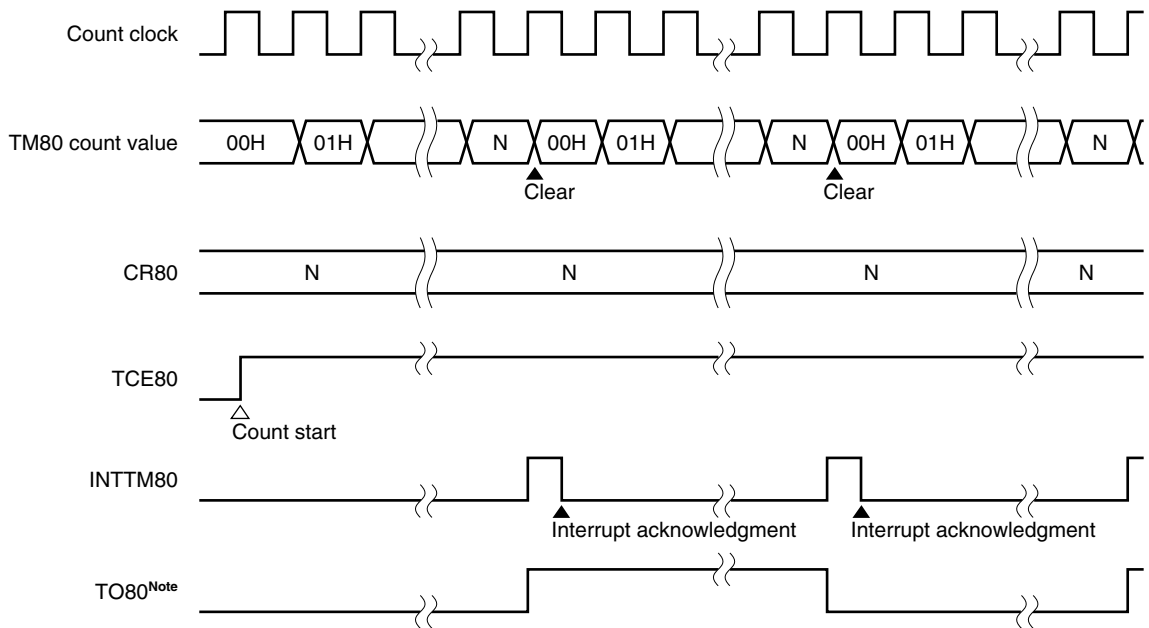 Count clock
TM80 count value 00H 01H N 00H 01H N 00H 01H N
Clear Clear
CR80 N N N N
TCE80
Count start
INTTM80
Interrupt acknowledgment Interrupt acknowledgment
TO80Note